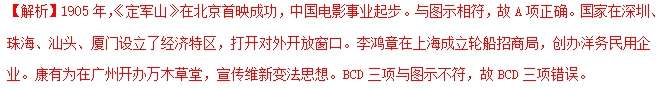 【解析】1905 年,《定军山》在北京首映成功，中国电影事业起步。与图示相符，故 A 项正确。国家在深圳、
珠海、汕头、厦门设立了经济特区，打开对外开放窗口。李鸿章在上海成立轮船招商局，创办洋务民用企
业。康有为在广州开办万木草堂，宣传维新变法思想。BCD 三项与图示不符，故 BCD 三项错误。